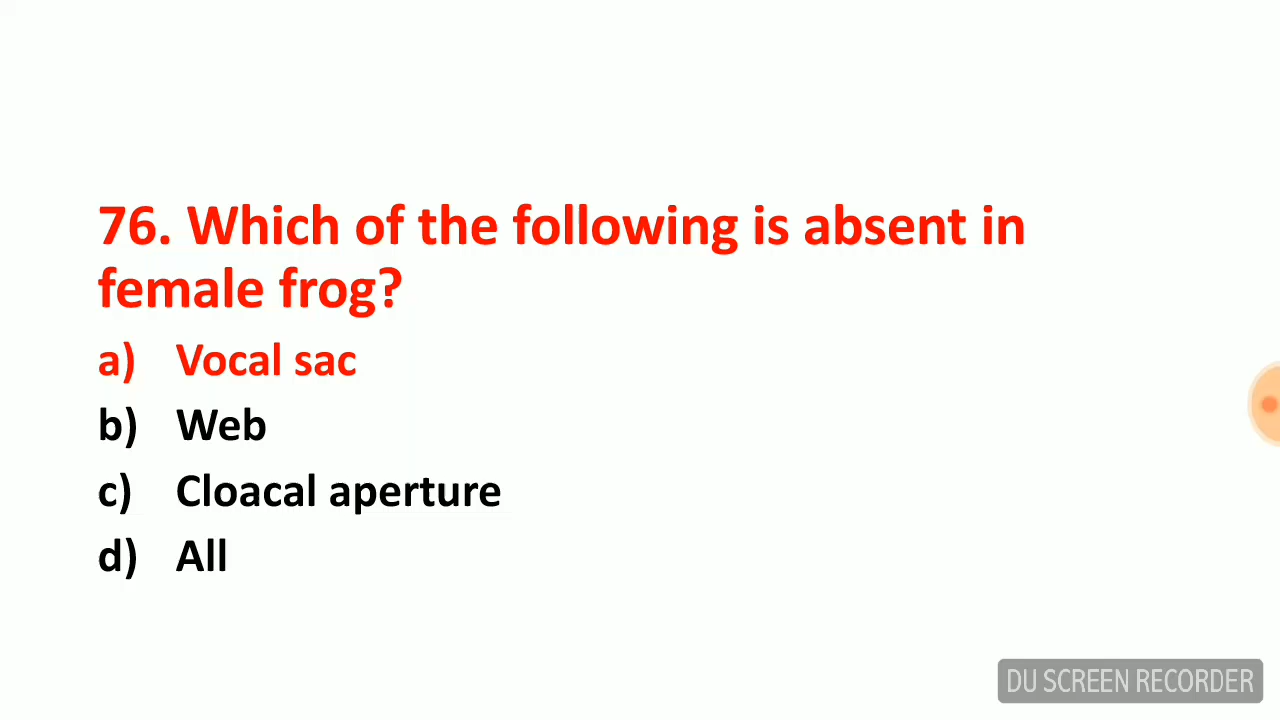 76. Which of the following is absent in
female frog?
a) Vocal sac
b) Web
c) Cloacal aperture
d) All
DU SCREEN RECORDER